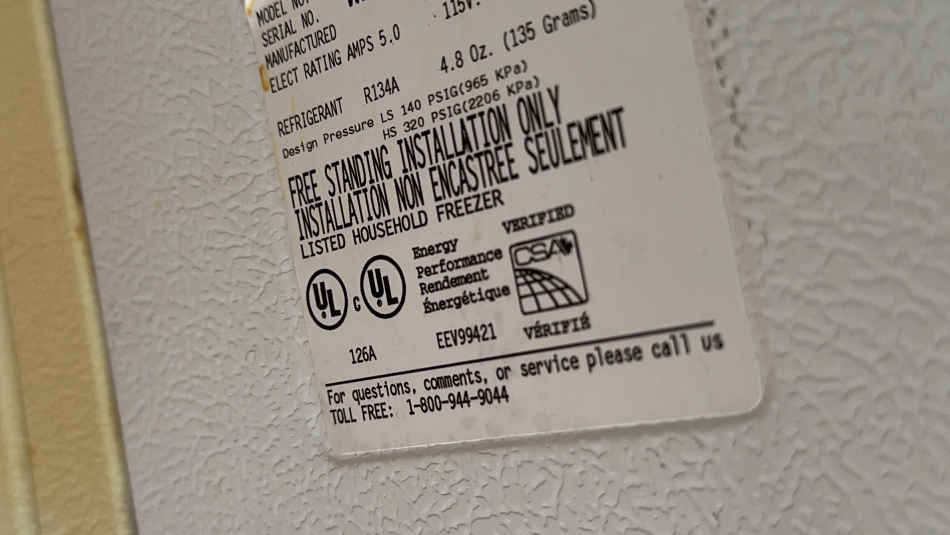 MODEL NO.
SERIAL NO.
MANUFACTURED
ELECT RATING AMPS 5.0 115V.
REFRIGERANT R134A 4.8 Oz. (135 Grams)
Design Pressure LS 140 PSIG(965 KPa)
HS 320 PSIG(2206 KPa)
FREE STANDING INSTALLATION ONLY
INSTALLATION NON ENCASTREE SEULEMENT
LISTED HOUSEHOLD FREEZER
UL c UL
Energy
Performance
Rendement
Énergétique
VERIFIED
CSA
VÉRIFIÉ
126A EEV99421
For questions, comments, or service please call us
TOLL FREE: 1-800-944-9044